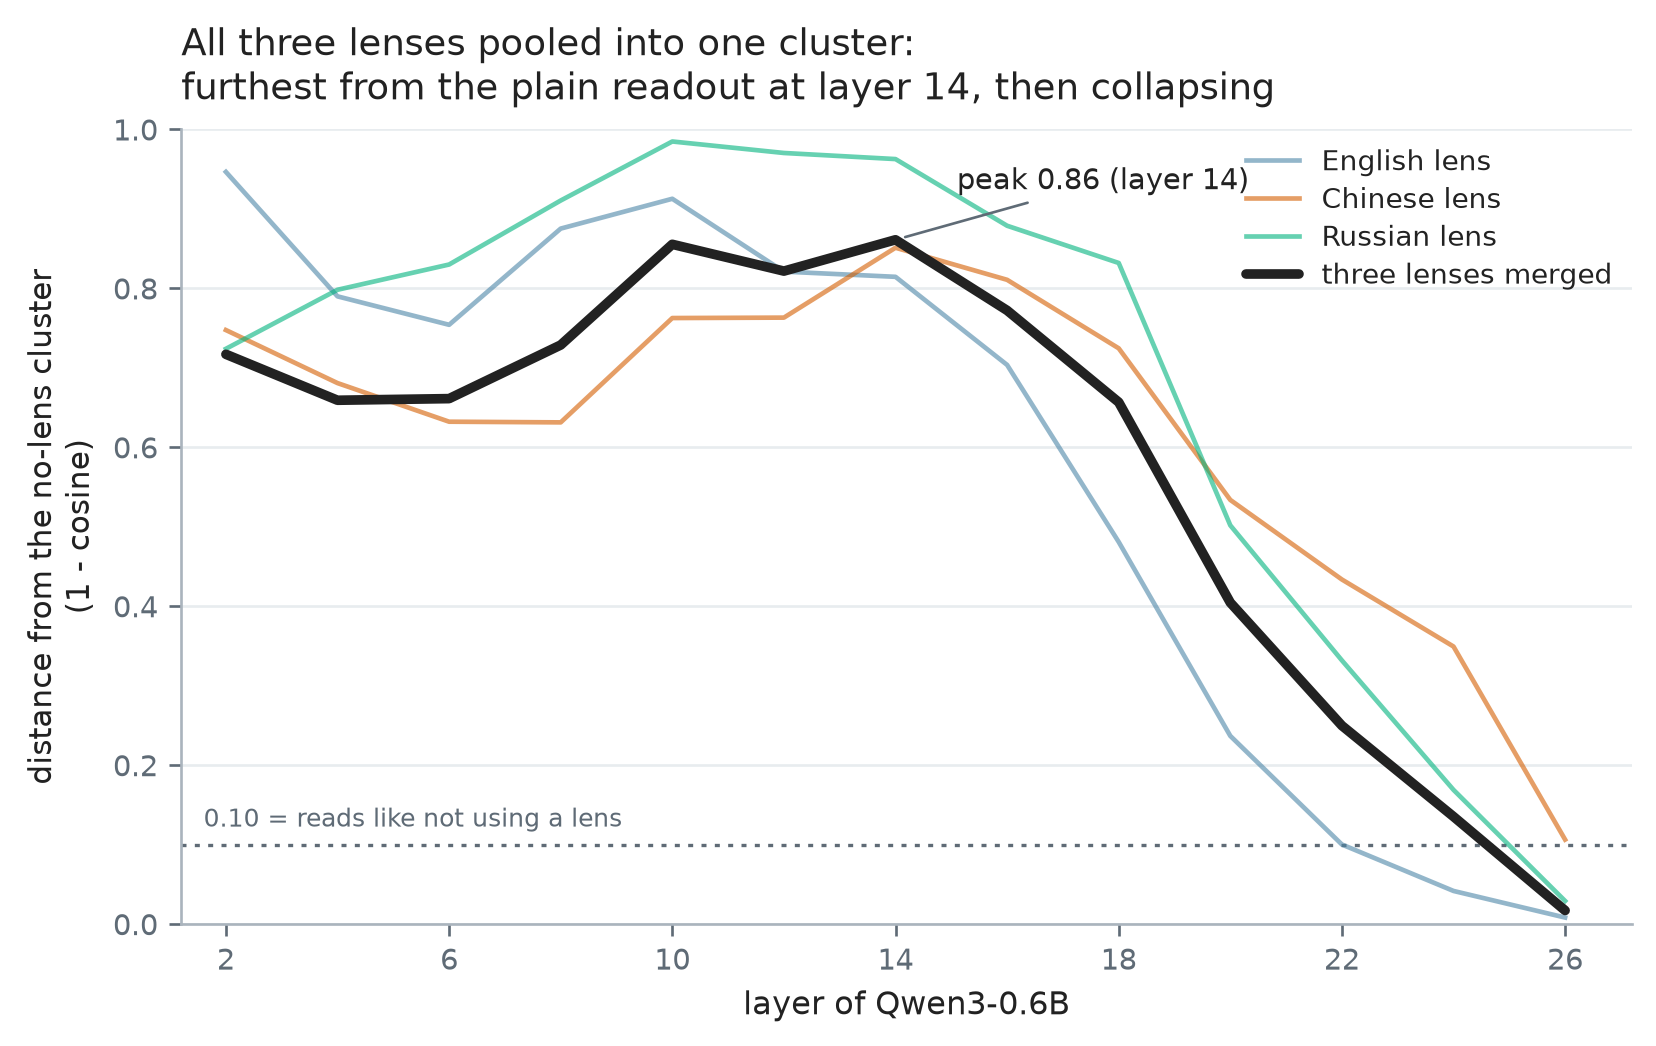 All three lenses pooled into one cluster:
furthest from the plain readout at layer 14, then collapsing
distance from the no-lens cluster
(1 - cosine)
1.0
0.8
0.6
0.4
0.2
0.0
peak 0.86 (layer 14)
English lens
Chinese lens
Russian lens
three lenses merged
0.10 = reads like not using a lens
2
6
10
14
18
22
26
layer of Qwen3-0.6B